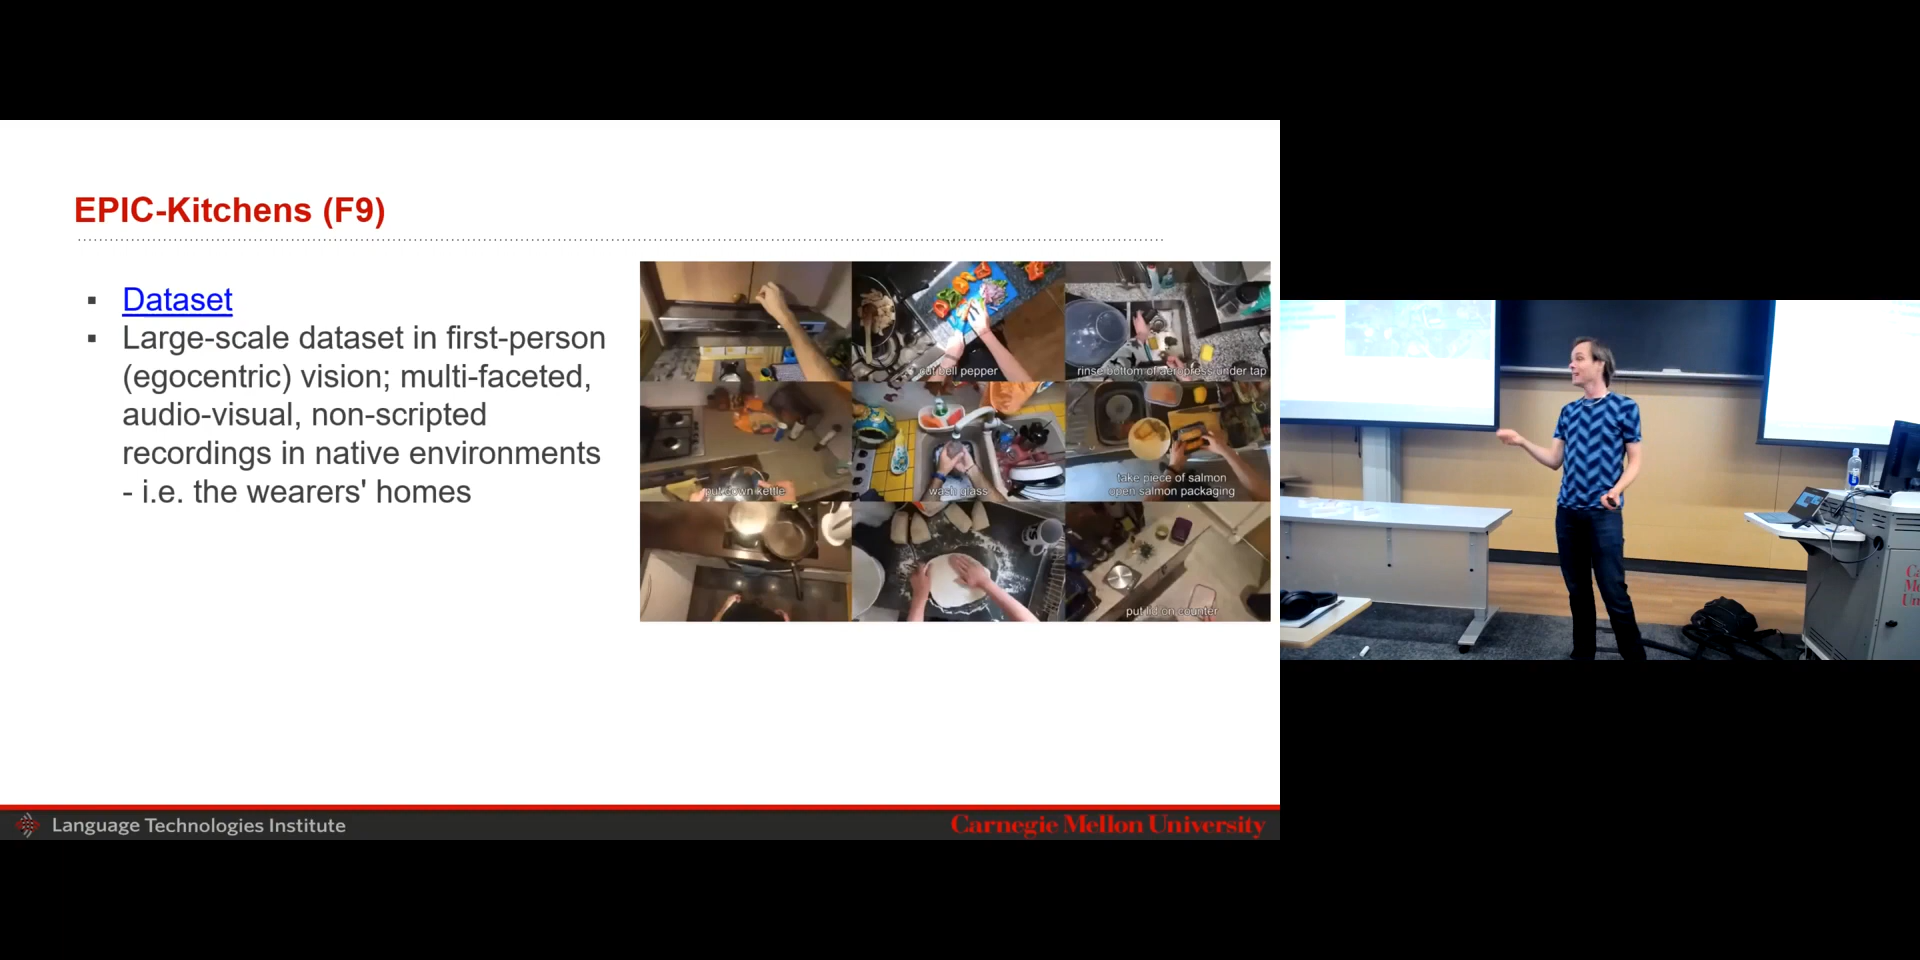 EPIC-Kitchens (F9)
▪ Dataset
▪ Large-scale dataset in first-person
(egocentric) vision; multi-faceted,
audio-visual, non-scripted
recordings in native environments
- i.e. the wearers' homes
cut bell pepper
rinse bottom of aeropress under tap
put down kettle
wash glass
take piece of salmon
open salmon packaging
put lid on counter
Language Technologies Institute
Carnegie Mellon University